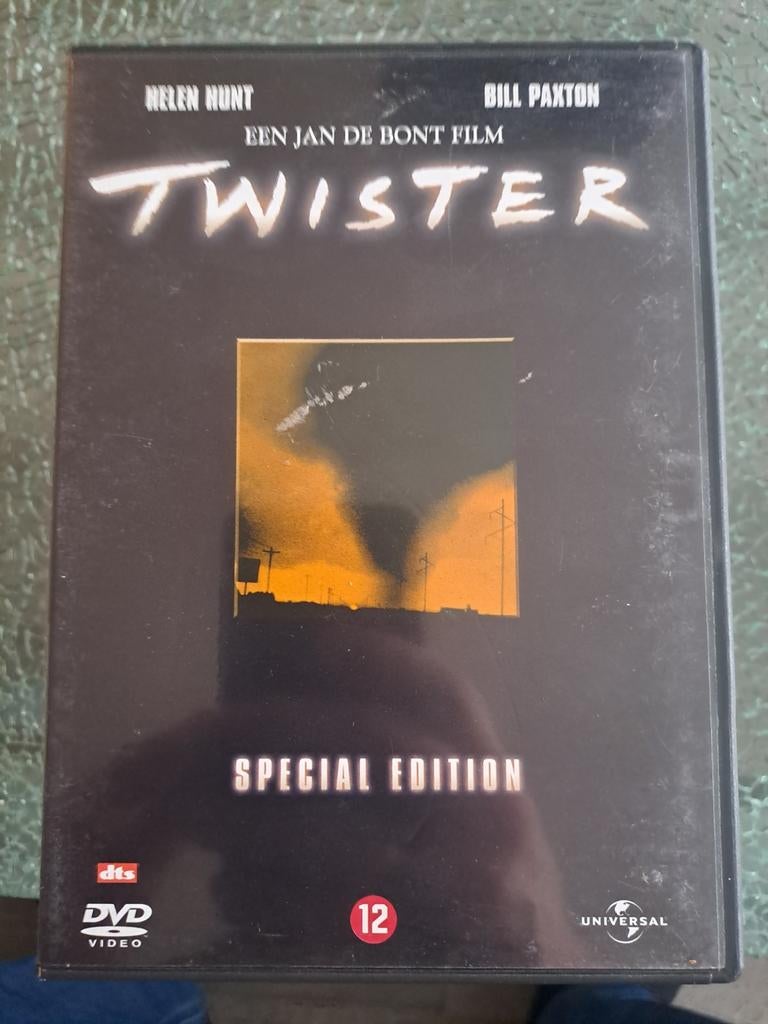 HELEN HUNT BILL PAXTON
EEN JAN DE BONT FILM
TWISTER
SPECIAL EDITION
dts
DVD
VIDEO
12
UNIVERSAL